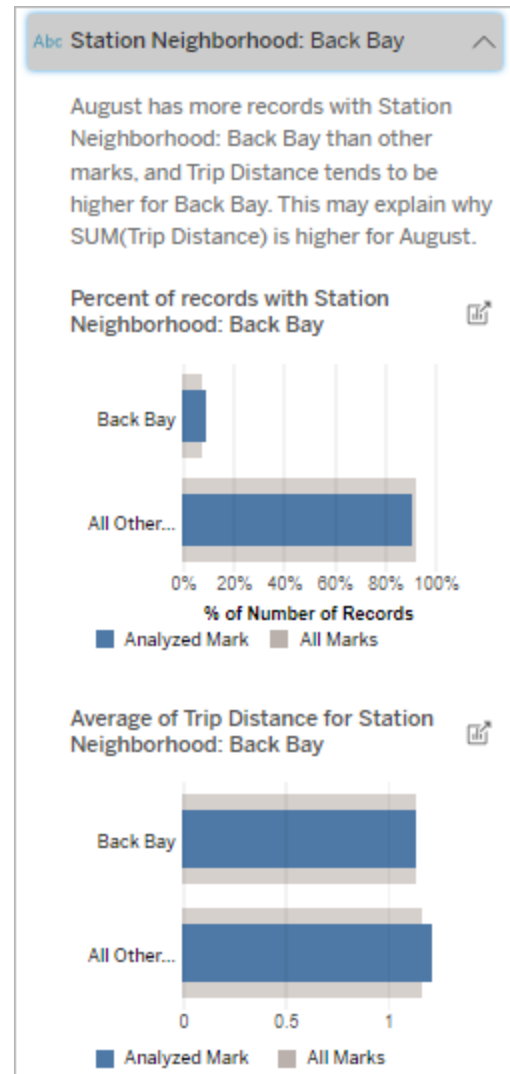 Abc Station Neighborhood: Back Bay
August has more records with Station
Neighborhood: Back Bay than other
marks, and Trip Distance tends to be
higher for Back Bay. This may explain why
SUM(Trip Distance) is higher for August.
Percent of records with Station
Neighborhood: Back Bay
Back Bay
All Other...
0% 20% 40% 60% 80% 100%
% of Number of Records
Analyzed Mark All Marks
Average of Trip Distance for Station
Neighborhood: Back Bay
Back Bay
All Other...
0 0.5 1
Analyzed Mark All Marks